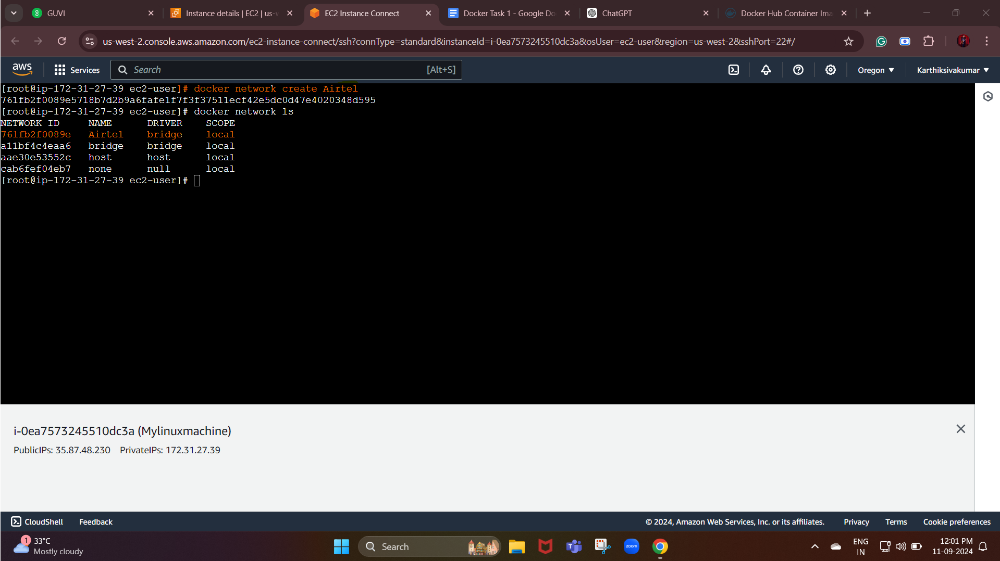 GUVI
Instance details | EC2 | us-w
EC2 Instance Connect
Docker Task 1 - Google Do
ChatGPT
Docker Hub Container Ima
us-west-2.console.aws.amazon.com/ec2-instance-connect/ssh?connType=standard&instanceId=i-0ea7573245510dc3a&osUser=ec2-user&region=us-west-2&sshPort=22#/
aws
Services
Search
[Alt+S]
Oregon
Karthiksivakumar
[root@ip-172-31-27-39 ec2-user]# docker network create Airtel
761fb2f0089e5718b7d2b9a6fafe1f7f3f37511ecf42e5dc0d47e4020348d595
[root@ip-172-31-27-39 ec2-user]# docker network ls
NETWORK ID NAME DRIVER SCOPE
761fb2f0089e Airtel bridge local
a11bf4c4eaa6 bridge bridge local
aae30e53552c host host local
cab6fef04eb7 none null local
[root@ip-172-31-27-39 ec2-user]#
i-0ea7573245510dc3a (Mylinuxmachine)
PublicIPs: 35.87.48.230 PrivateIPs: 172.31.27.39
CloudShell
Feedback
© 2024, Amazon Web Services, Inc. or its affiliates.
Privacy
Terms
Cookie preferences
1
33°C
Mostly cloudy
Search
zoom
ENG
IN
12:01 PM
11-09-2024